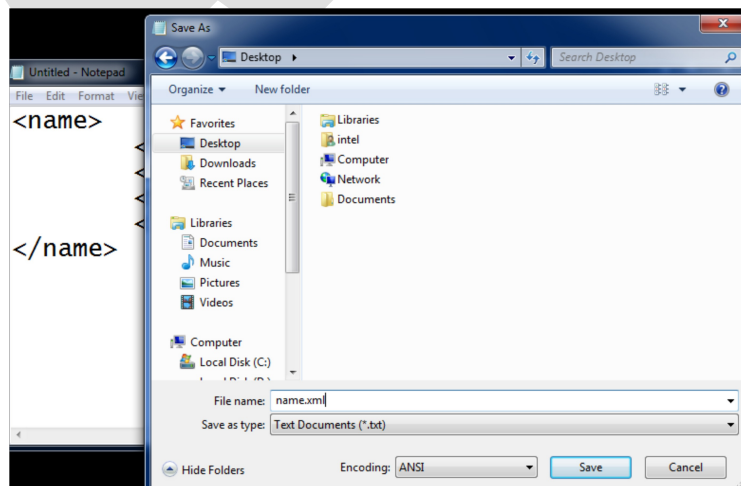 Save As
Desktop
Search Desktop
Untitled - Notepad
File Edit Format
Organize New folder
<name>
<
<
<
<
</name>
Favorites
Desktop
Downloads
Recent Places
Libraries
Documents
Music
Pictures
Videos
Computer
Local Disk (C:)
Libraries
intel
Computer
Network
Documents
File name: name.xml
Save as type: Text Documents (*.txt)
Hide Folders Encoding: ANSI Save Cancel